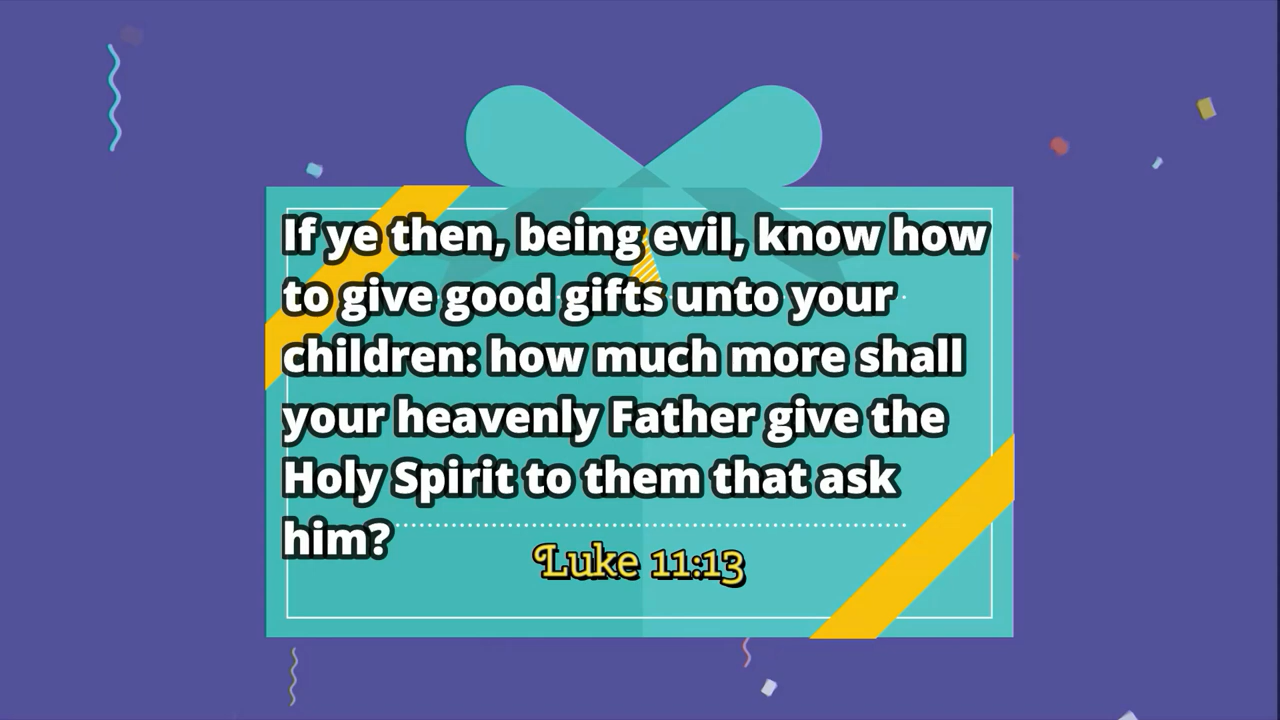 If ye then, being evil, know how
to give good gifts unto your
children: how much more shall
your heavenly Father give the
Holy Spirit to them that ask
him?
Luke 11:13